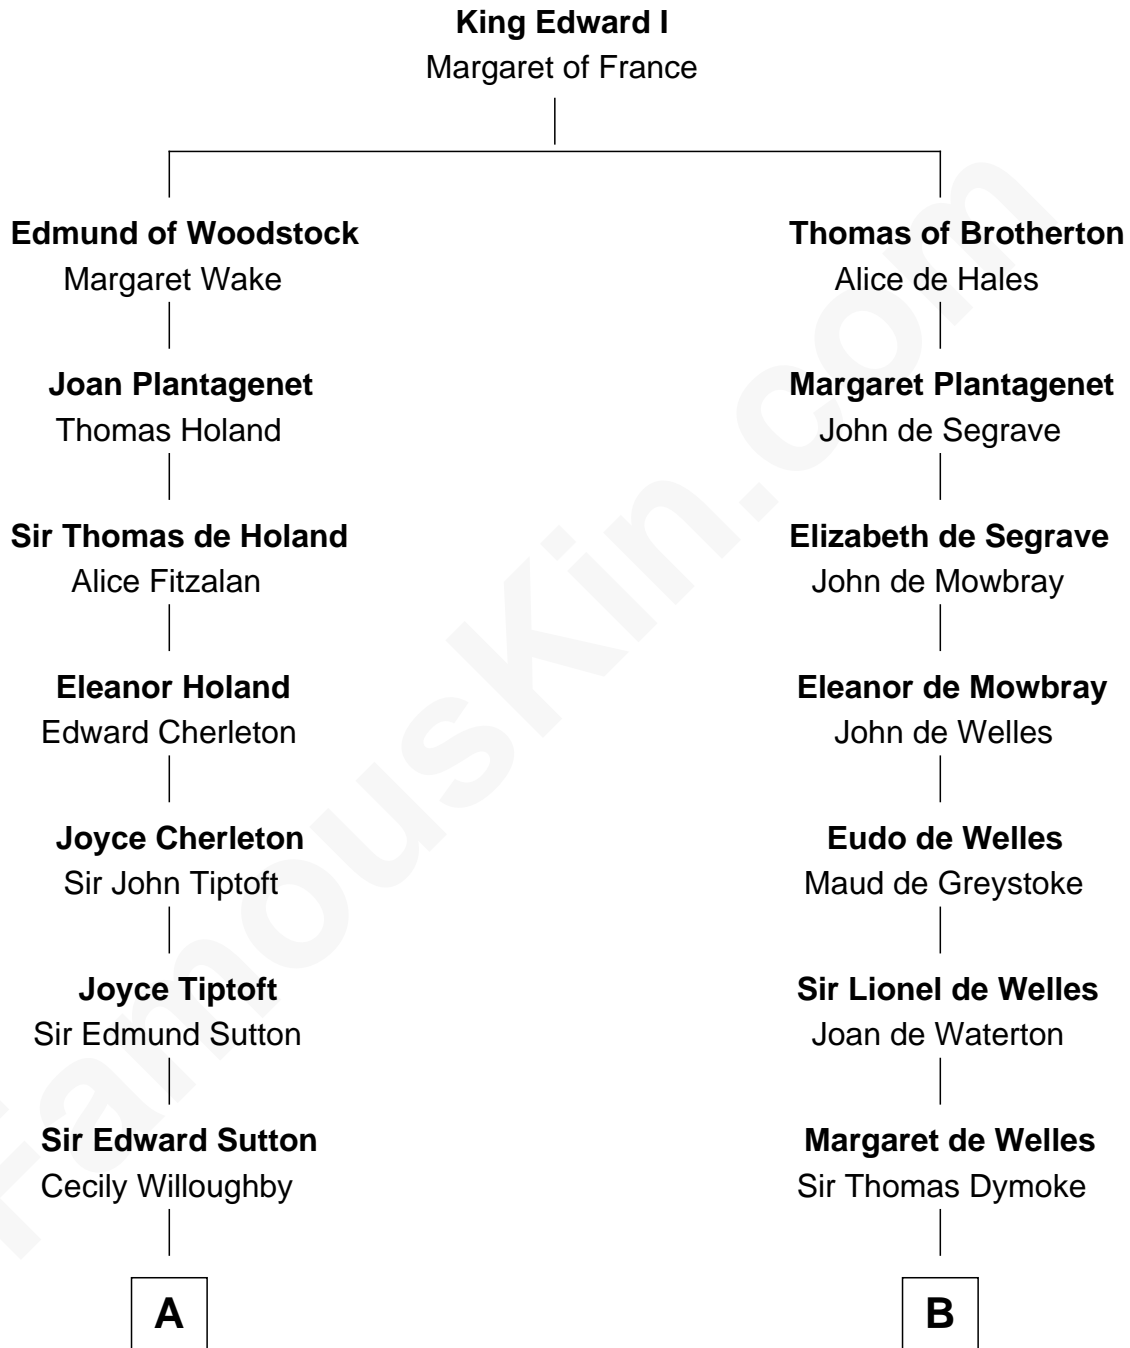 King Edward I
Margaret of France
Edmund of Woodstock
Margaret Wake
Thomas of Brotherton
Alice de Hales
Joan Plantagenet
Thomas Holand
Margaret Plantagenet
John de Segrave
Sir Thomas de Holand
Alice Fitzalan
Elizabeth de Segrave
John de Mowbray
Eleanor Holand
Edward Cherleton
Eleanor de Mowbray
John de Welles
Joyce Cherleton
Sir John Tiptoft
Eudo de Welles
Maud de Greystoke
Joyce Tiptoft
Sir Edmund Sutton
Sir Lionel de Welles
Joan de Waterton
Sir Edward Sutton
Cecily Willoughby
Margaret de Welles
Sir Thomas Dymoke
A
B
FamousKin.com